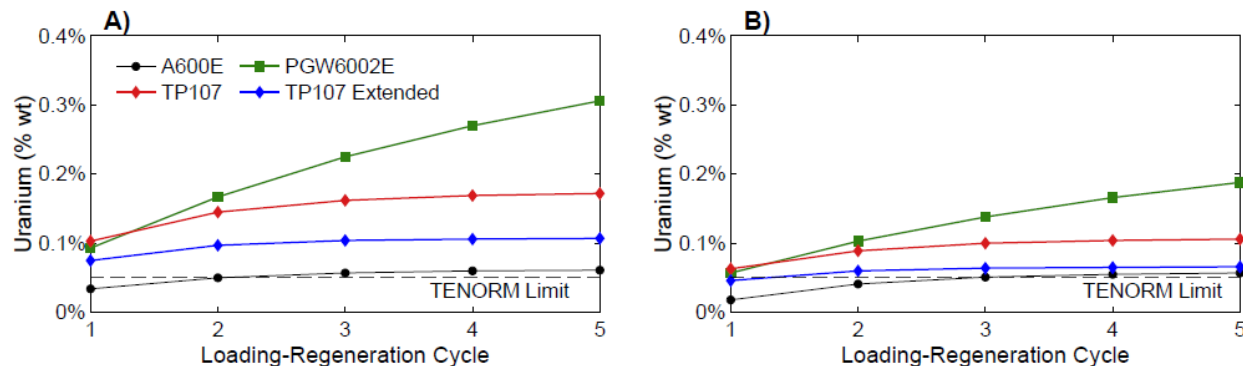 A)
0.4%
0.3%
0.2%
0.1%
0%
Uranium (% wt)
A600E
PGW6002E
TP107
TP107 Extended
TENORM Limit
1 2 3 4 5
Loading-Regeneration Cycle
B)
0.4%
0.3%
0.2%
0.1%
0%
Uranium (% wt)
TENORM Limit
1 2 3 4 5
Loading-Regeneration Cycle